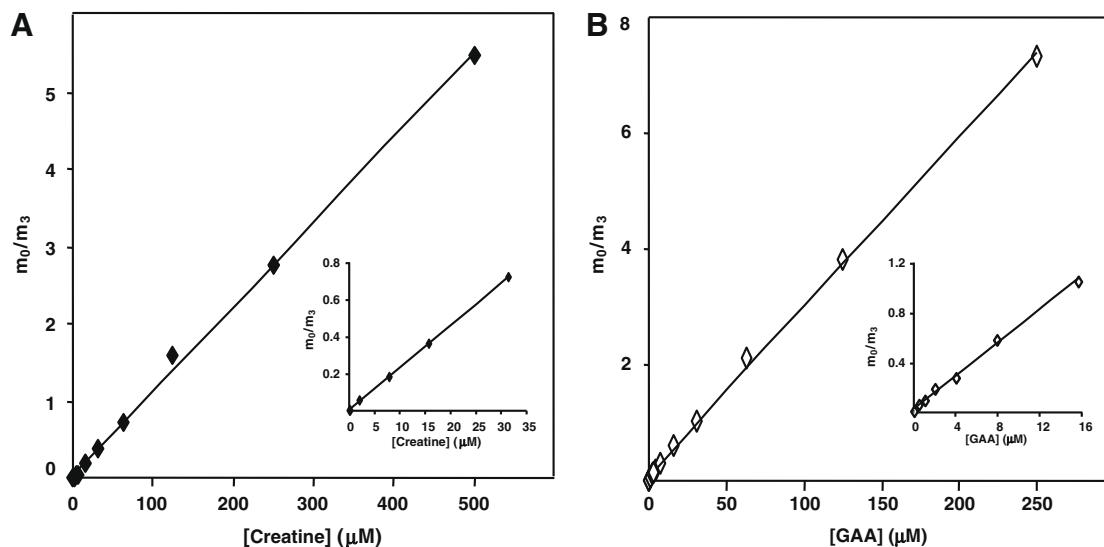 A
m0/m3
5
4
3
2
1
0
0 100 200 300 400 500
[Creatine] (μM)
m0/m3
0.8
0.6
0.4
0.2
0 5 10 15 20 25 30 35
[Creatine] (μM)
B
m0/m3
8
6
4
2
0 50 100 150 200 250
[GAA] (μM)
m0/m3
1.2
0.8
0.4
0 4 8 12 16
[GAA] (μM)